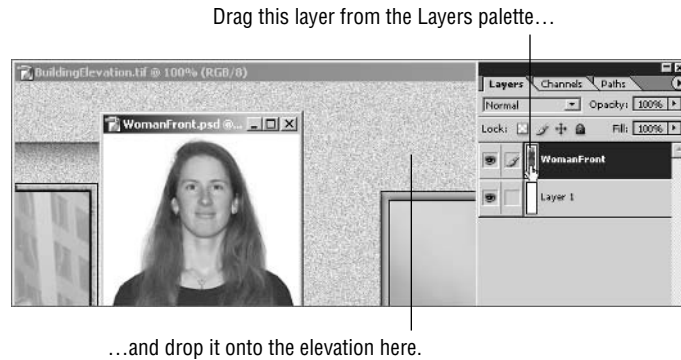 Drag this layer from the Layers palette…
BuildingElevation.tif @ 100% (RGB/8)
WomanFront.psd @...
Layers Channels Paths
Normal Opacity: 100%
Lock: Fill: 100%
WomanFront
Layer 1
…and drop it onto the elevation here.